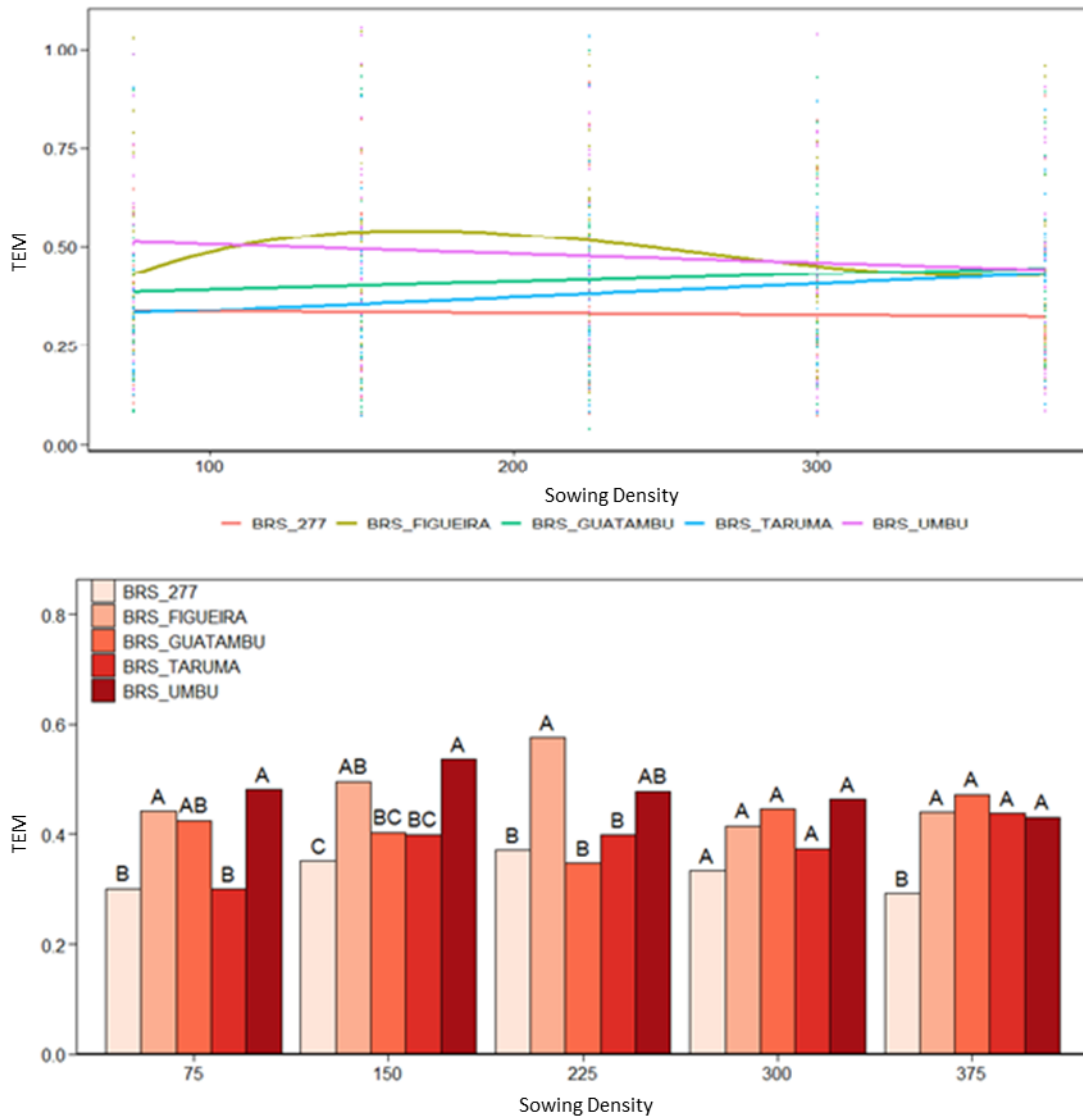 1.00
0.75
0.50
0.25
0.00
TEM
100 200 300
Sowing Density
BRS_277 BRS_FIGUEIRA BRS_GUATAMBU BRS_TARUMA BRS_UMBU
BRS_277
BRS_FIGUEIRA
BRS_GUATAMBU
BRS_TARUMA
BRS_UMBU
0.8
0.6
0.4
0.2
0.0
TEM
B A AB B A
C AB BC BC A
B A B B AB
A A A A A
B A A A A
75 150 225 300 375
Sowing Density